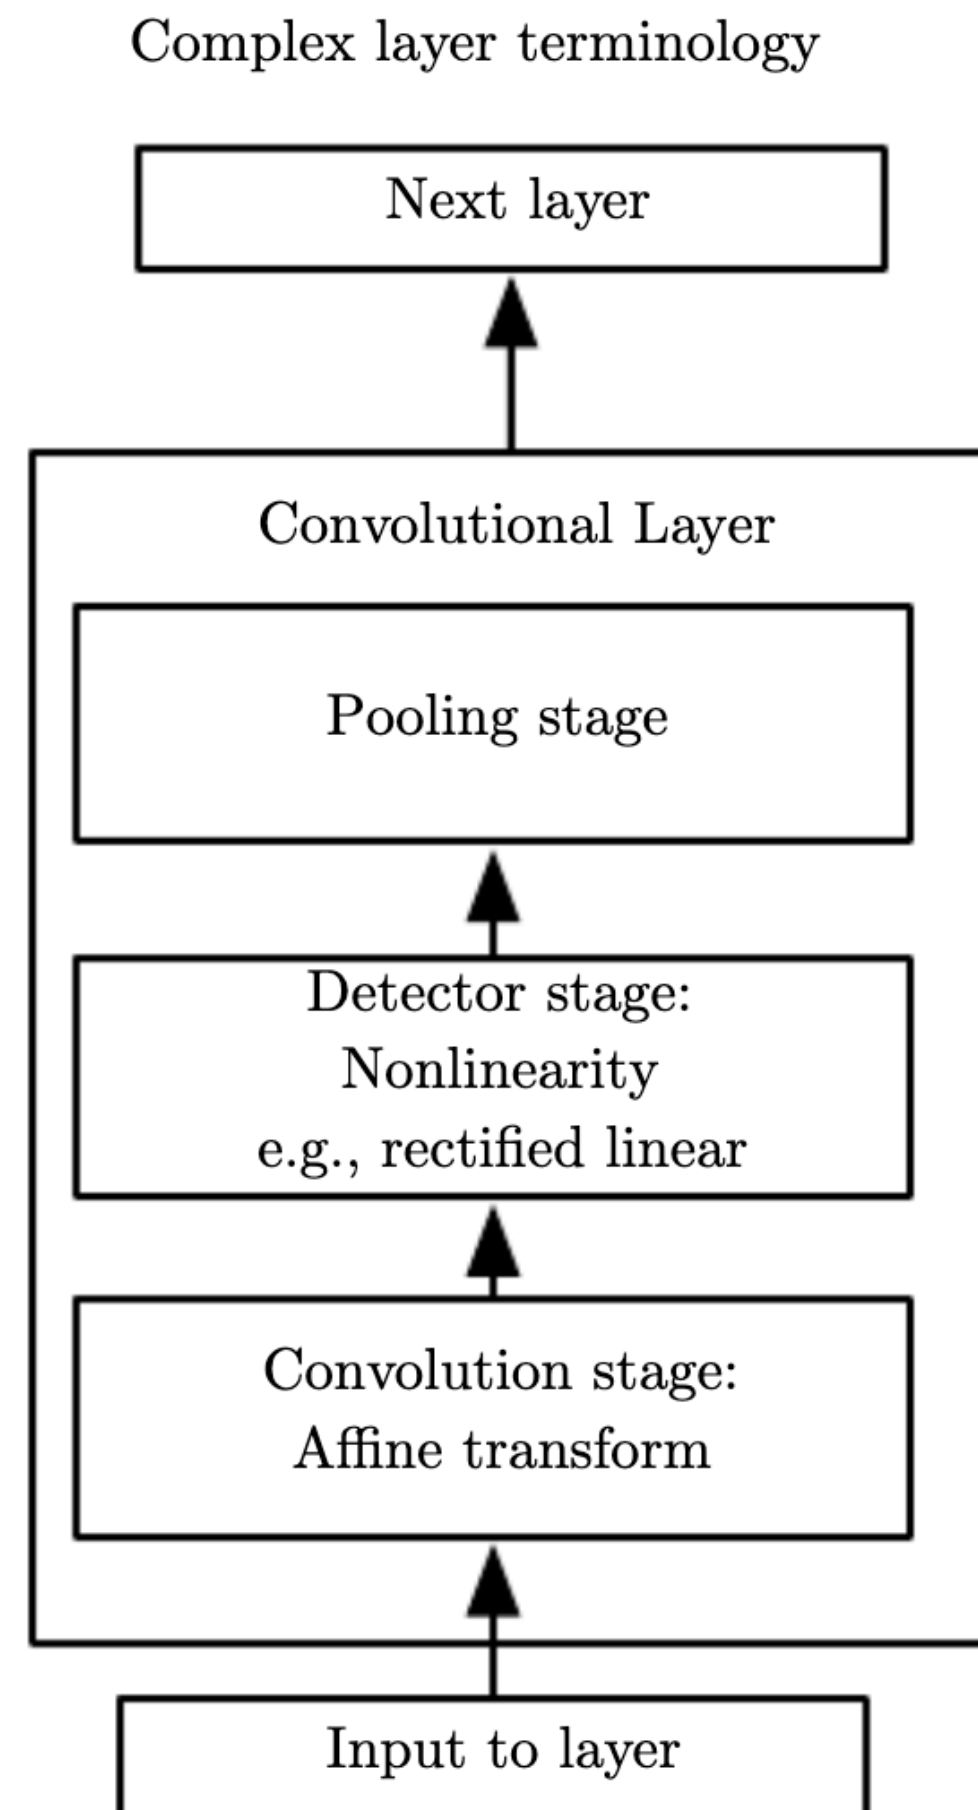 Complex layer terminology
Next layer
Convolutional Layer
Pooling stage
Detector stage:
Nonlinearity
e.g., rectified linear
Convolution stage:
Affine transform
Input to layer